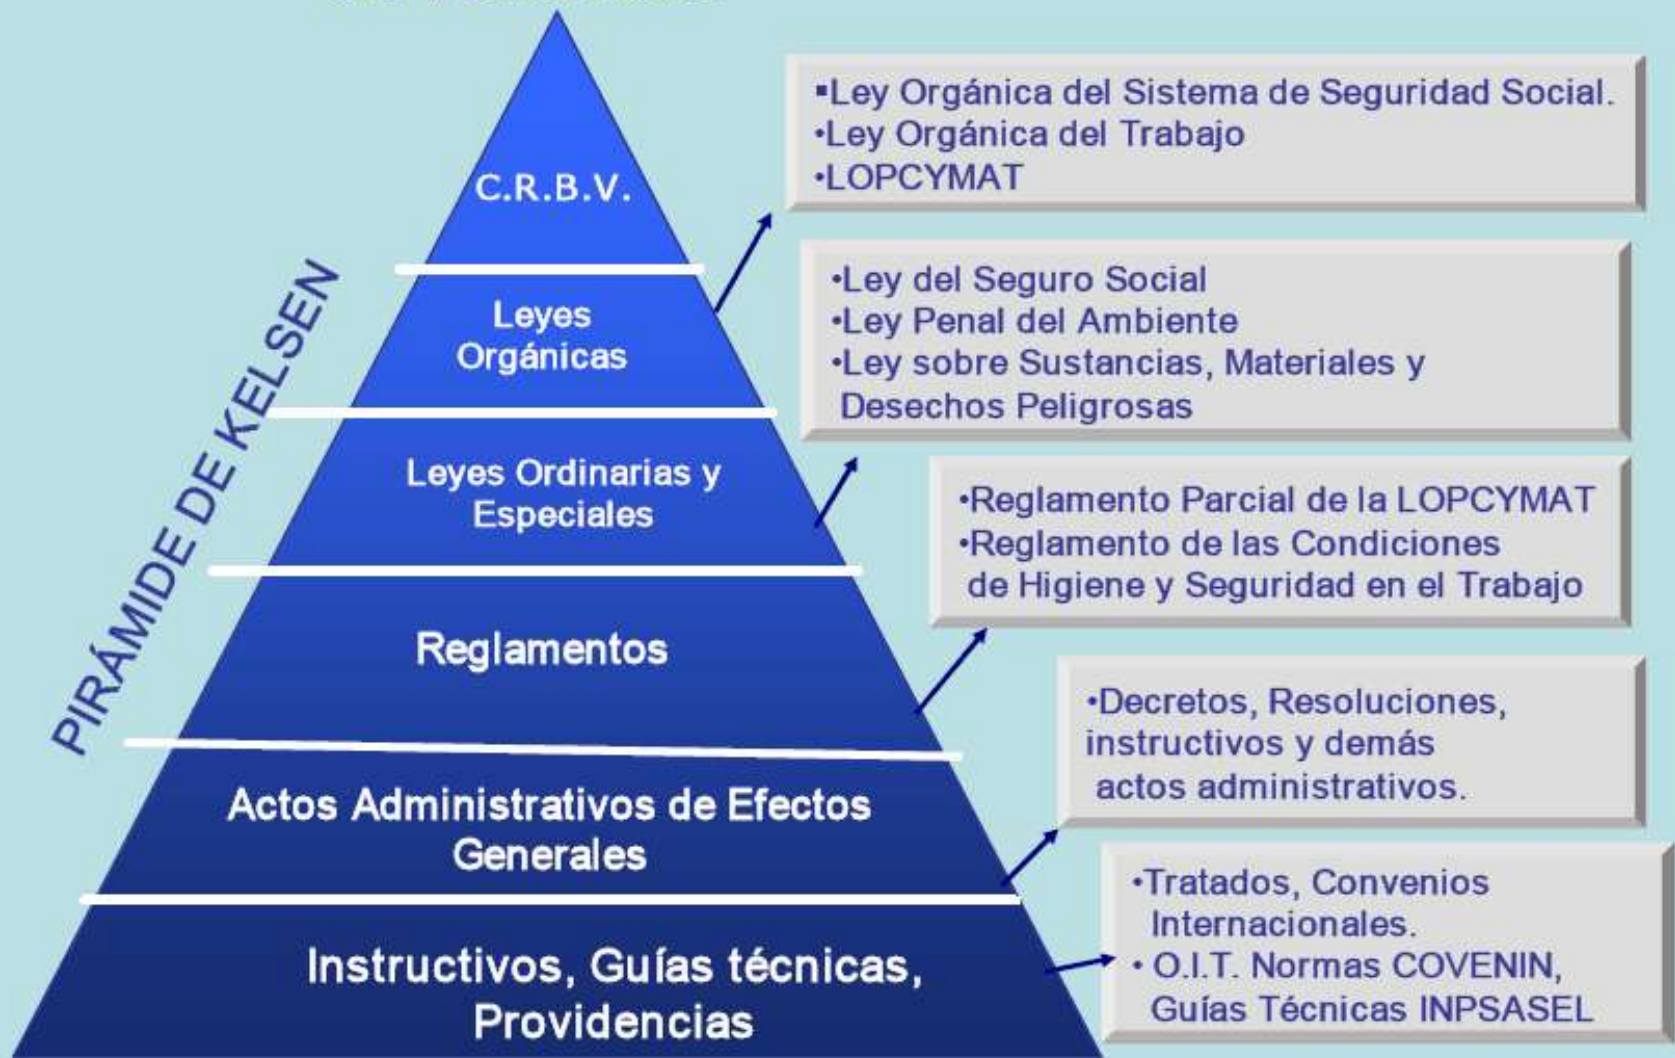 C.R.B.V.
Leyes
Orgánicas
Leyes Ordinarias y
Especiales
Reglamentos
Actos Administrativos de Efectos
Generales
Instructivos, Guías técnicas,
Providencias
PIRÁMIDE DE KELSEN
▪Ley Orgánica del Sistema de Seguridad Social.
•Ley Orgánica del Trabajo
•LOPCYMAT
•Ley del Seguro Social
•Ley Penal del Ambiente
•Ley sobre Sustancias, Materiales y
Desechos Peligrosas
•Reglamento Parcial de la LOPCYMAT
•Reglamento de las Condiciones
de Higiene y Seguridad en el Trabajo
•Decretos, Resoluciones,
instructivos y demás
actos administrativos.
•Tratados, Convenios
Internacionales.
• O.I.T. Normas COVENIN,
Guías Técnicas INPSASEL